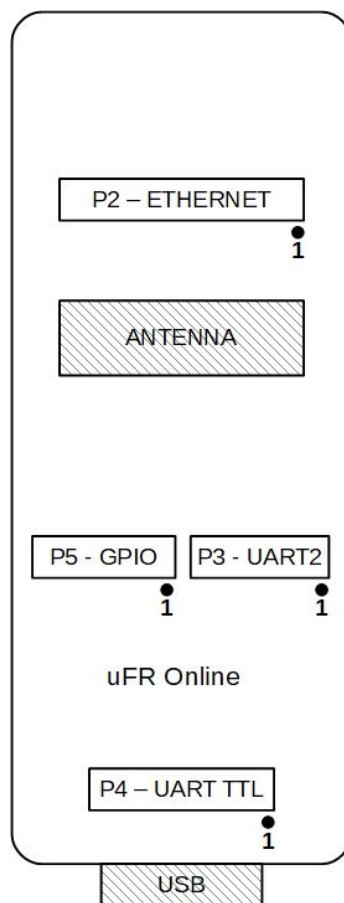 P2 – ETHERNET
1
ANTENNA
P5 - GPIO
P3 - UART2
1
1
uFR Online
P4 – UART TTL
1
USB